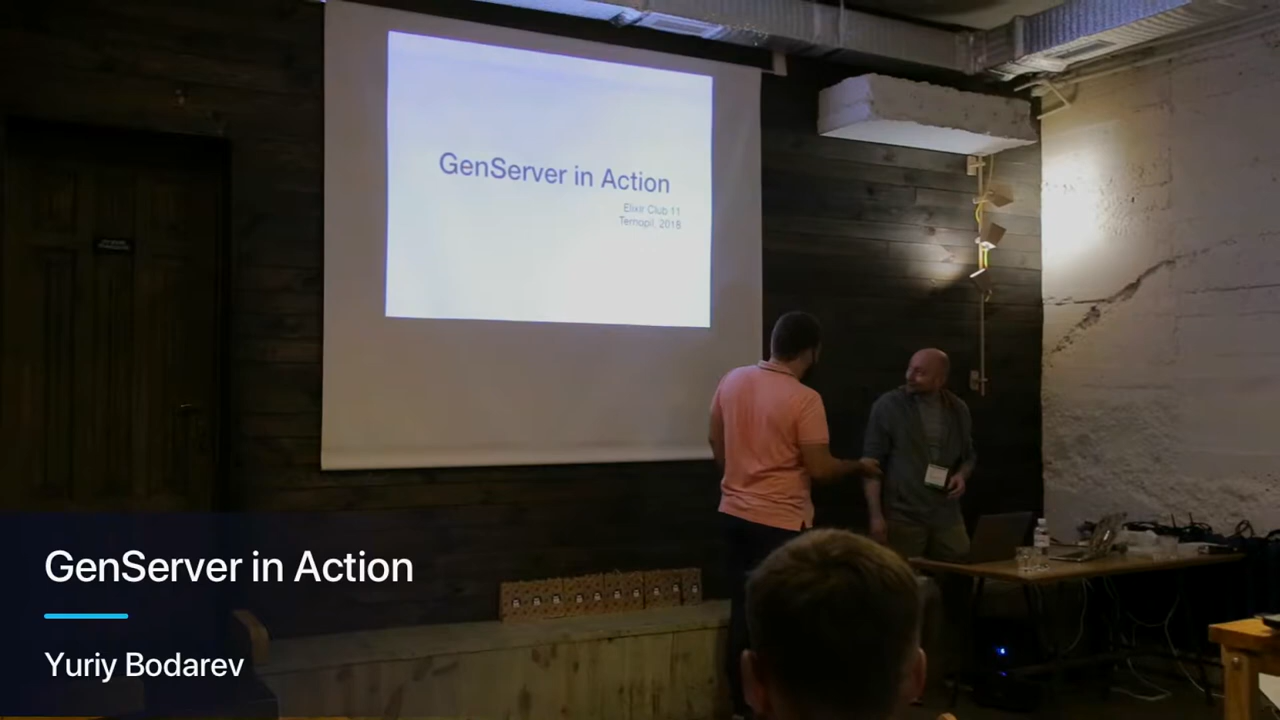 GenServer in Action
Elixir Club 11
Ternopil, 2018
GenServer in Action
Yuriy Bodarev